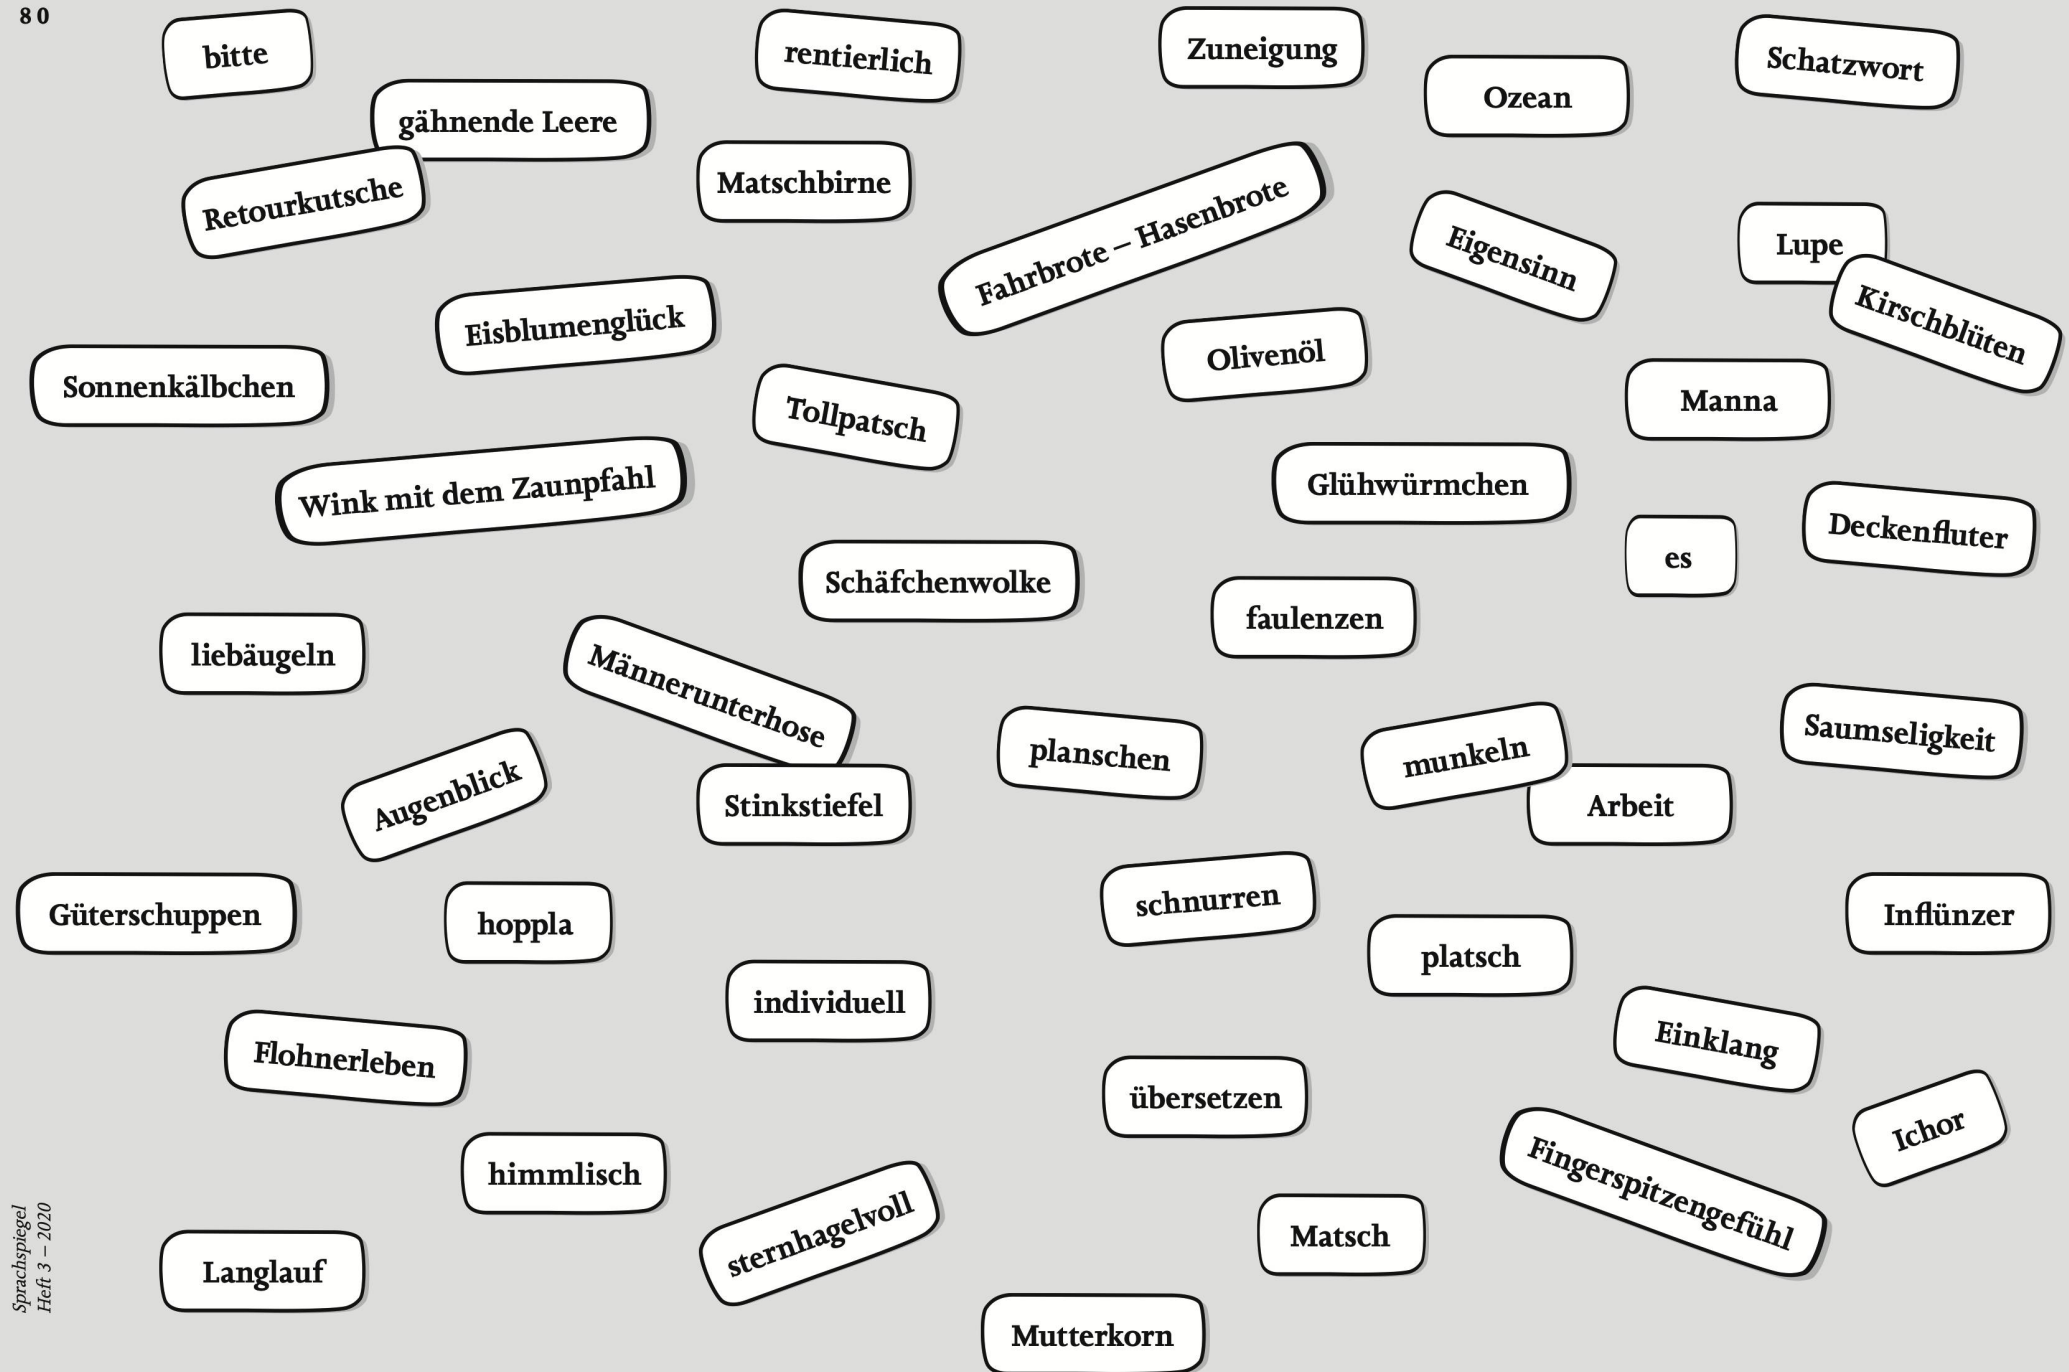 80
bitte
rentierlich
Zuneigung
Ozean
Schatzwort
gähnende Leere
Retourkutsche
Matschbirne
Fahrbrote – Hasenbrote
Eigensinn
Lupe
Kirschblüten
Eisblumenglück
Olivenöl
Sonnenkälbchen
Tollpatsch
Manna
Wink mit dem Zaunpfahl
Glühwürmchen
Deckenfluter
es
Schäfchenwolke
faulenzen
liebäugeln
Männerunterhose
planschen
munkeln
Saumseligkeit
Augenblick
Stinkstiefel
Arbeit
Güterschuppen
hoppla
schnurren
platsch
Inflünzer
individuell
Flohnerleben
Einklang
übersetzen
Ichor
himmlisch
Fingerspitzengefühl
sternhagelvoll
Matsch
Langlauf
Mutterkorn
Sprachspiegel
Heft 3 – 2020